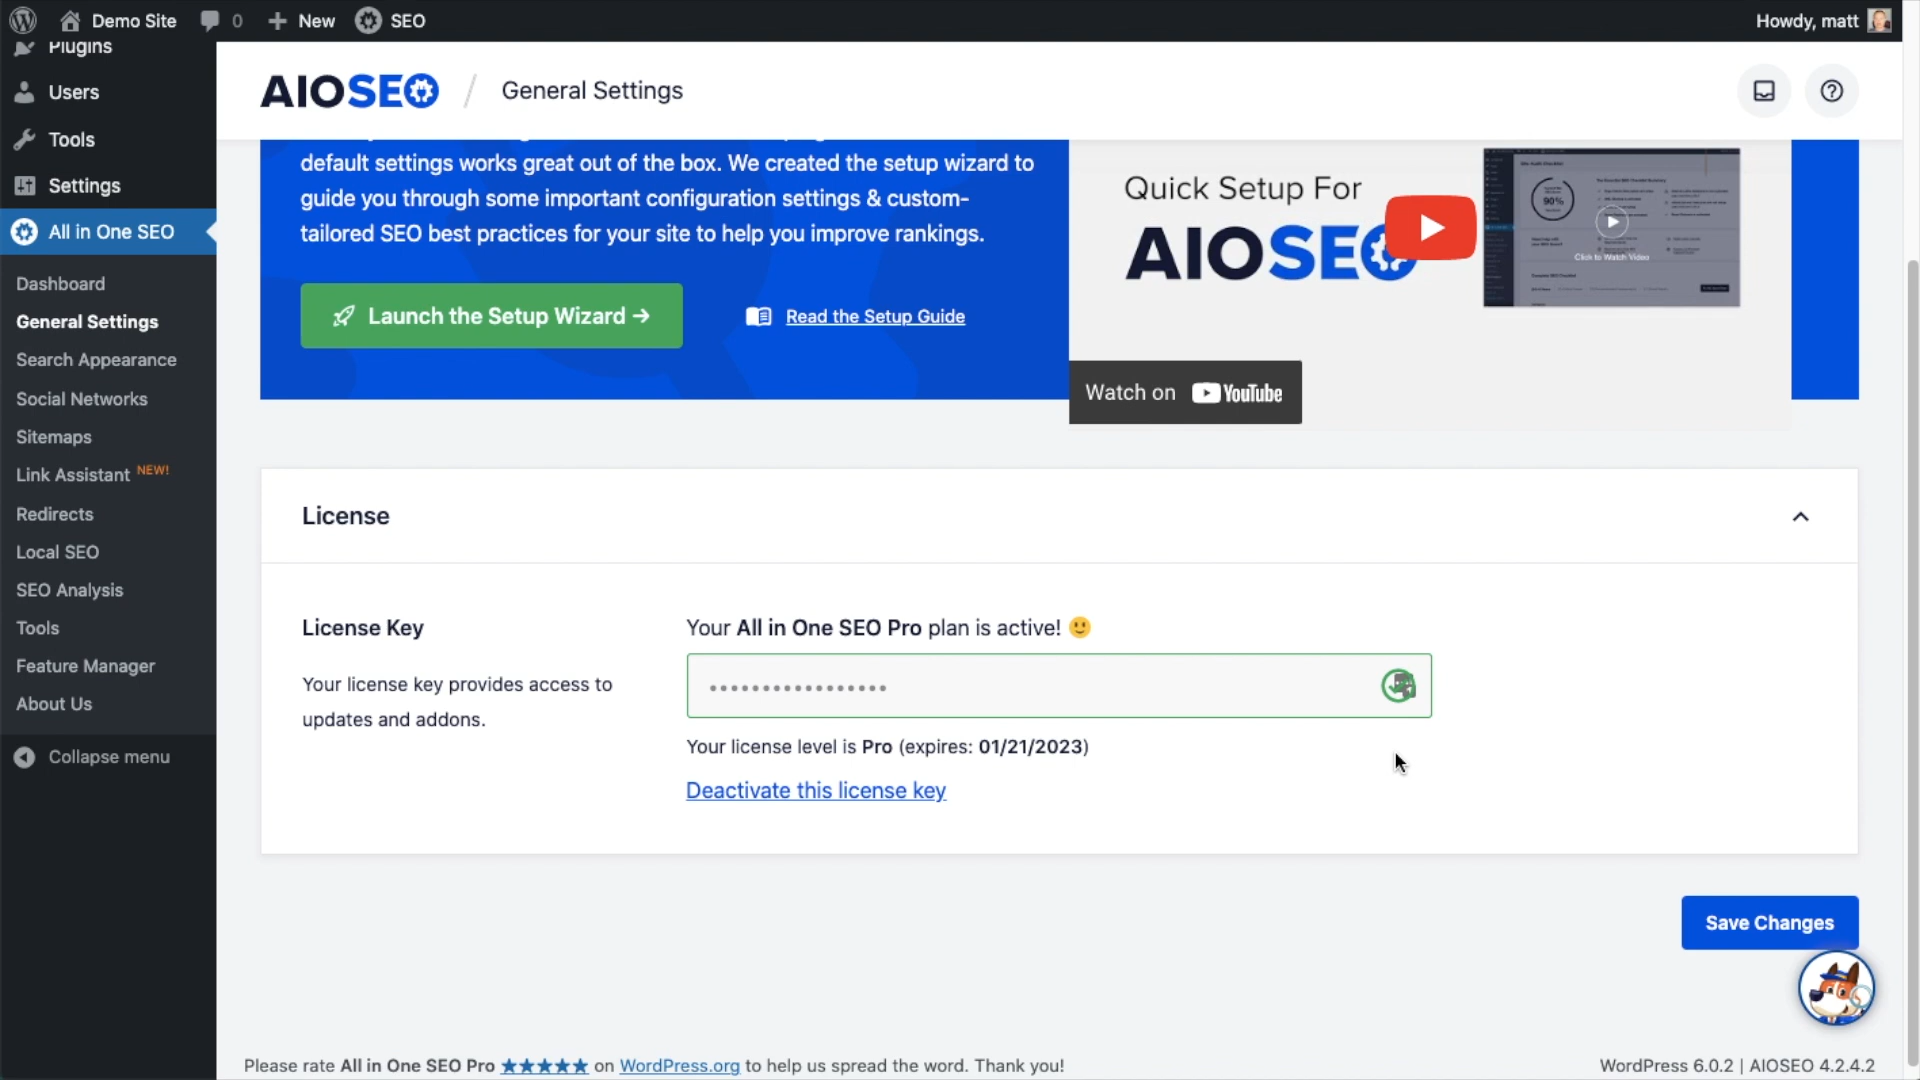 Demo Site
0
New
SEO
Howdy, matt
Plugins
Users
Tools
Settings
All in One SEO
Dashboard
General Settings
Search Appearance
Social Networks
Sitemaps
Link Assistant NEW!
Redirects
Local SEO
SEO Analysis
Tools
Feature Manager
About Us
Collapse menu
AIOSEO / General Settings
default settings works great out of the box. We created the setup wizard to
guide you through some important configuration settings & custom-
tailored SEO best practices for your site to help you improve rankings.
Launch the Setup Wizard →
Read the Setup Guide
Quick Setup For
AIOSEO
90%
Click to Watch Video
Watch on YouTube
License
License Key
Your license key provides access to
updates and addons.
Your All in One SEO Pro plan is active! 🙂
•••••••••••••••••
Your license level is Pro (expires: 01/21/2023)
Deactivate this license key
Save Changes
Please rate All in One SEO Pro ★★★★★ on WordPress.org to help us spread the word. Thank you!
WordPress 6.0.2 | AIOSEO 4.2.4.2